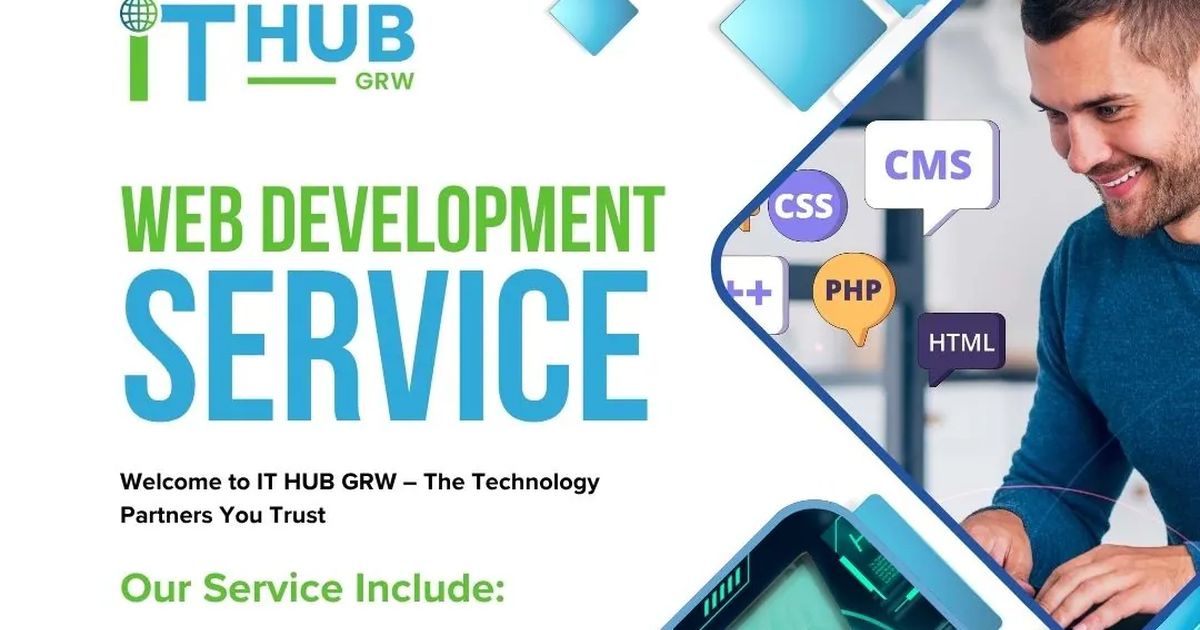 iT HUB
GRW
WEB DEVELOPMENT
SERVICE
Welcome to IT HUB GRW – The Technology
Partners You Trust
Our Service Include:
CMS
CSS
++
PHP
HTML